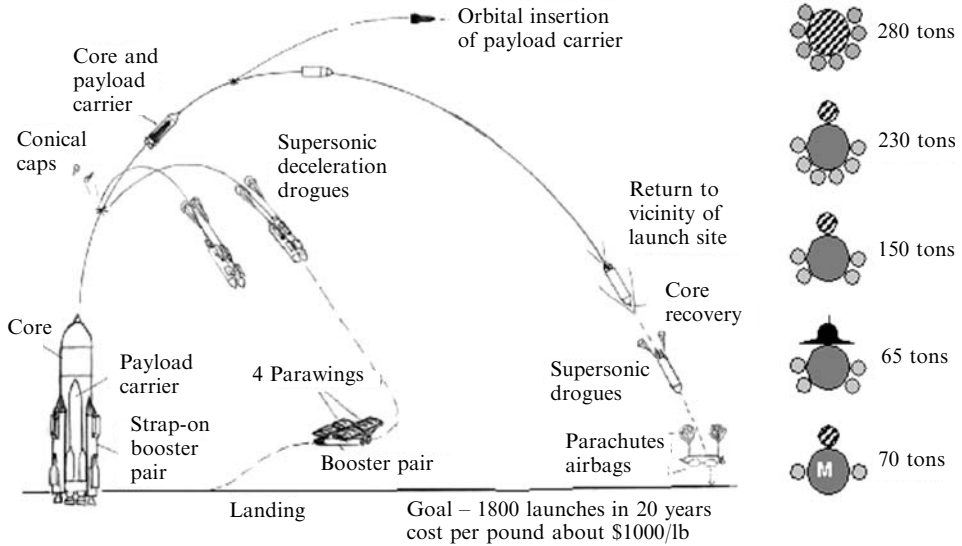 Orbital insertion
of payload carrier
Core and
payload
carrier
Conical
caps
Supersonic
deceleration
drogues
Return to
vicinity of
launch site
Core
recovery
Core
Payload
carrier
4 Parawings
Supersonic
drogues
Strap-on
booster
pair
Booster pair
Parachutes
airbags
Landing
Goal – 1800 launches in 20 years
cost per pound about $1000/lb
280 tons
230 tons
150 tons
65 tons
M
70 tons